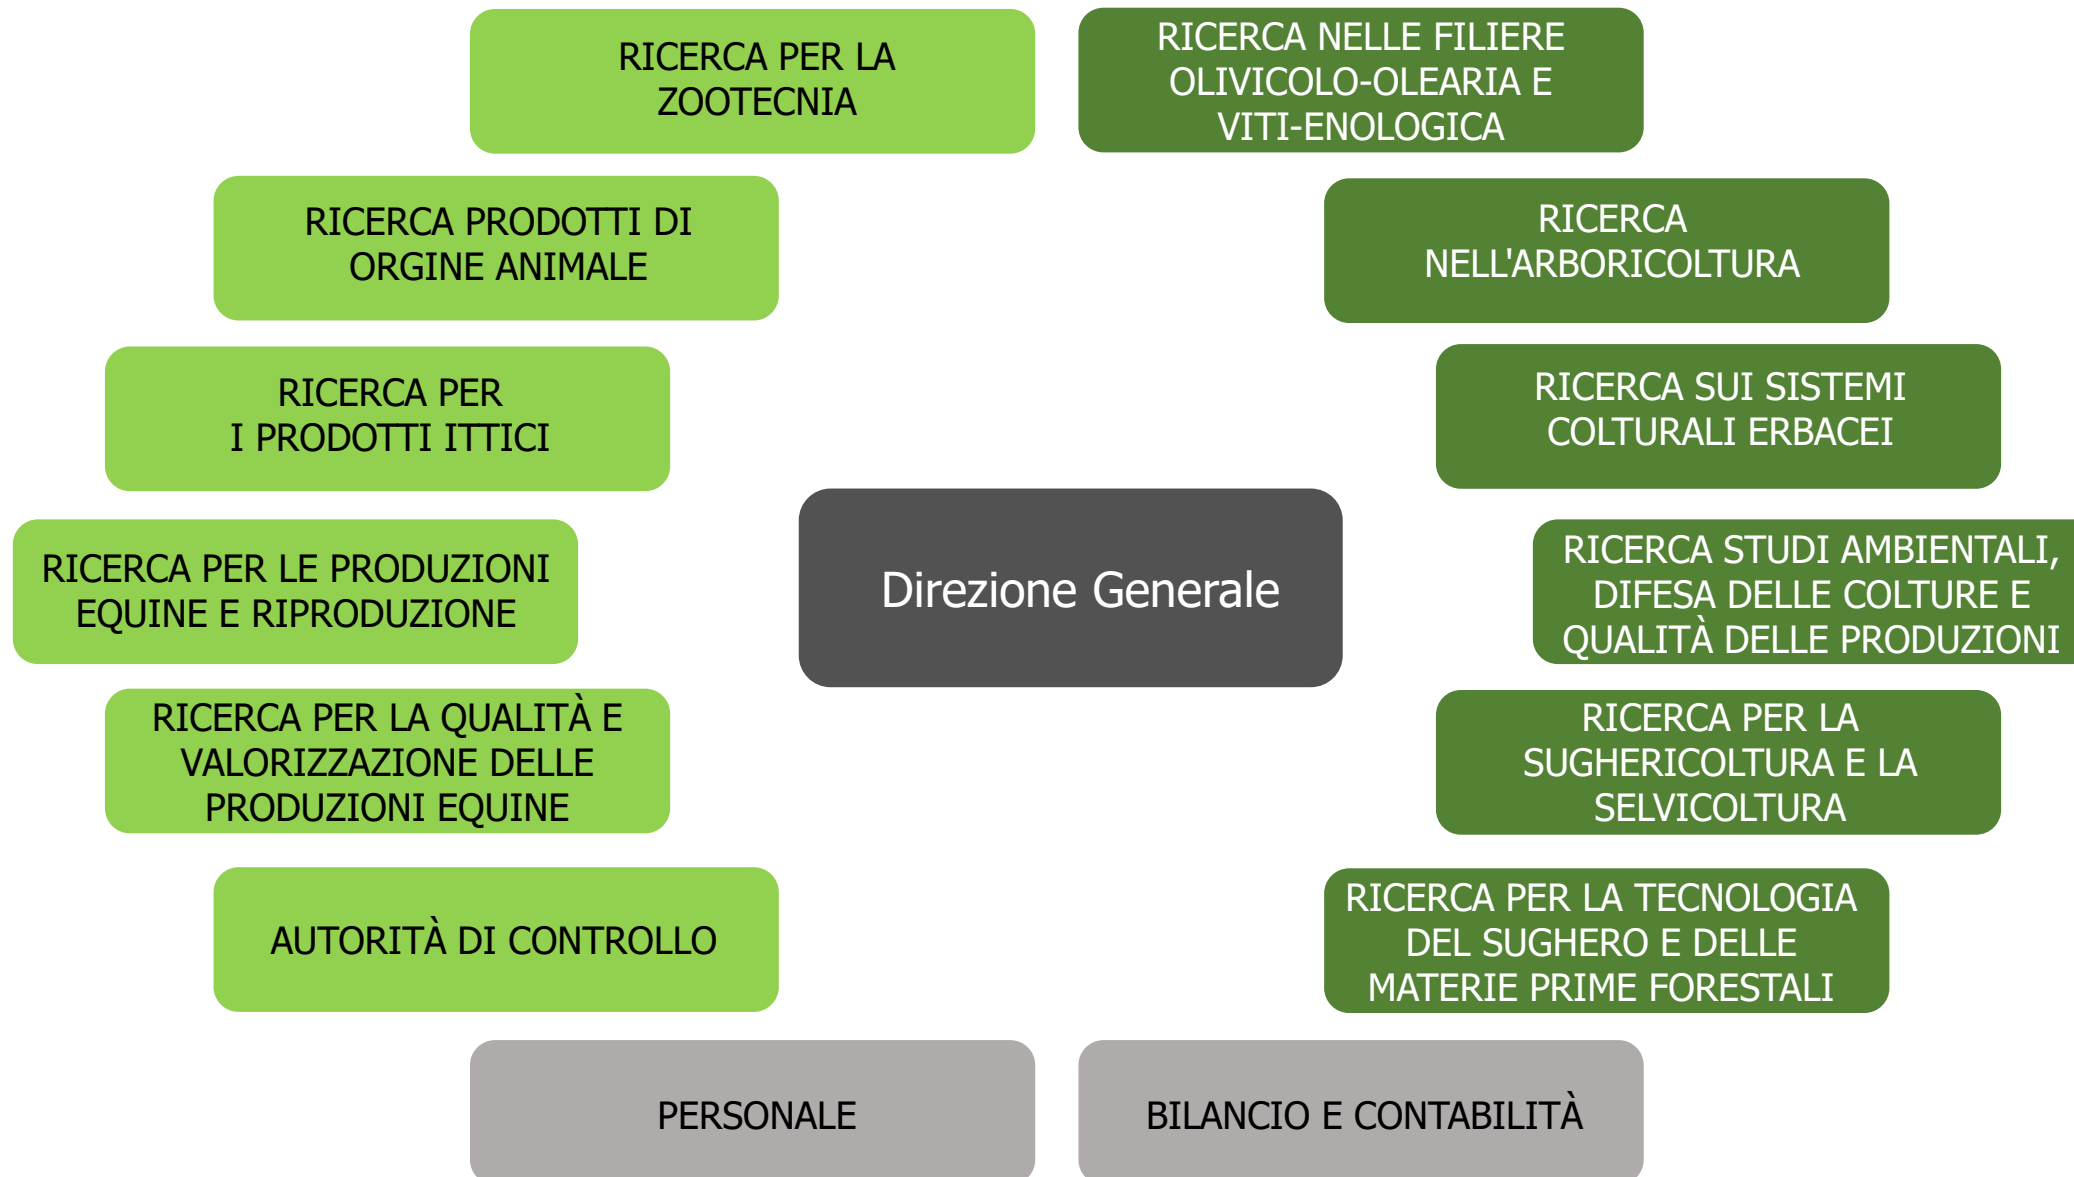 RICERCA PER LA
ZOOTECNIA
RICERCA NELLE FILIERE
OLIVICOLO-OLEARIA E
VITI-ENOLOGICA
RICERCA PRODOTTI DI
ORGINE ANIMALE
RICERCA
NELL'ARBORICOLTURA
RICERCA PER
I PRODOTTI ITTICI
RICERCA SUI SISTEMI
COLTURALI ERBACEI
RICERCA PER LE PRODUZIONI
EQUINE E RIPRODUZIONE
Direzione Generale
RICERCA STUDI AMBIENTALI,
DIFESA DELLE COLTURE E
QUALITÀ DELLE PRODUZIONI
RICERCA PER LA QUALITÀ E
VALORIZZAZIONE DELLE
PRODUZIONI EQUINE
RICERCA PER LA
SUGHERICOLTURA E LA
SELVICOLTURA
AUTORITÀ DI CONTROLLO
RICERCA PER LA TECNOLOGIA
DEL SUGHERO E DELLE
MATERIE PRIME FORESTALI
PERSONALE
BILANCIO E CONTABILITÀ